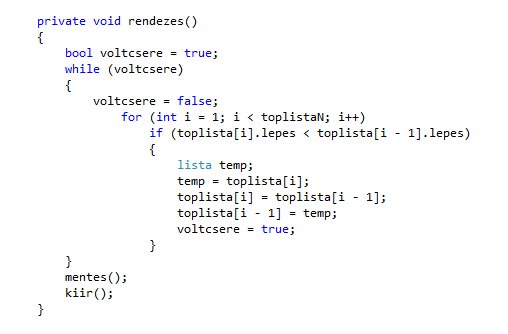 private void rendezes()
{
    bool voltcsere = true;
    while (voltcsere)
    {
        voltcsere = false;
            for (int i = 1; i < toplistaN; i++)
                if (toplista[i].lepes < toplista[i - 1].lepes)
                {
                    lista temp;
                    temp = toplista[i];
                    toplista[i] = toplista[i - 1];
                    toplista[i - 1] = temp;
                    voltcsere = true;
                }
    }
    mentes();
    kiir();
}